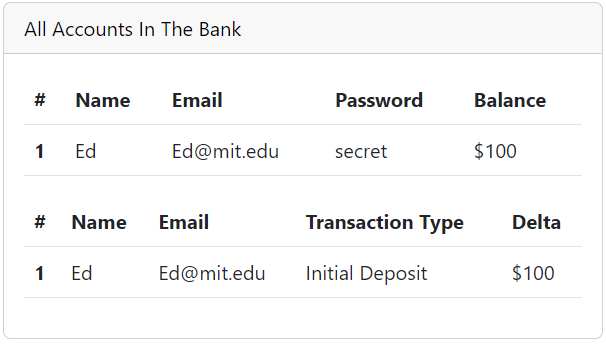 All Accounts In The Bank
# Name Email Password Balance
1 Ed Ed@mit.edu secret $100
# Name Email Transaction Type Delta
1 Ed Ed@mit.edu Initial Deposit $100